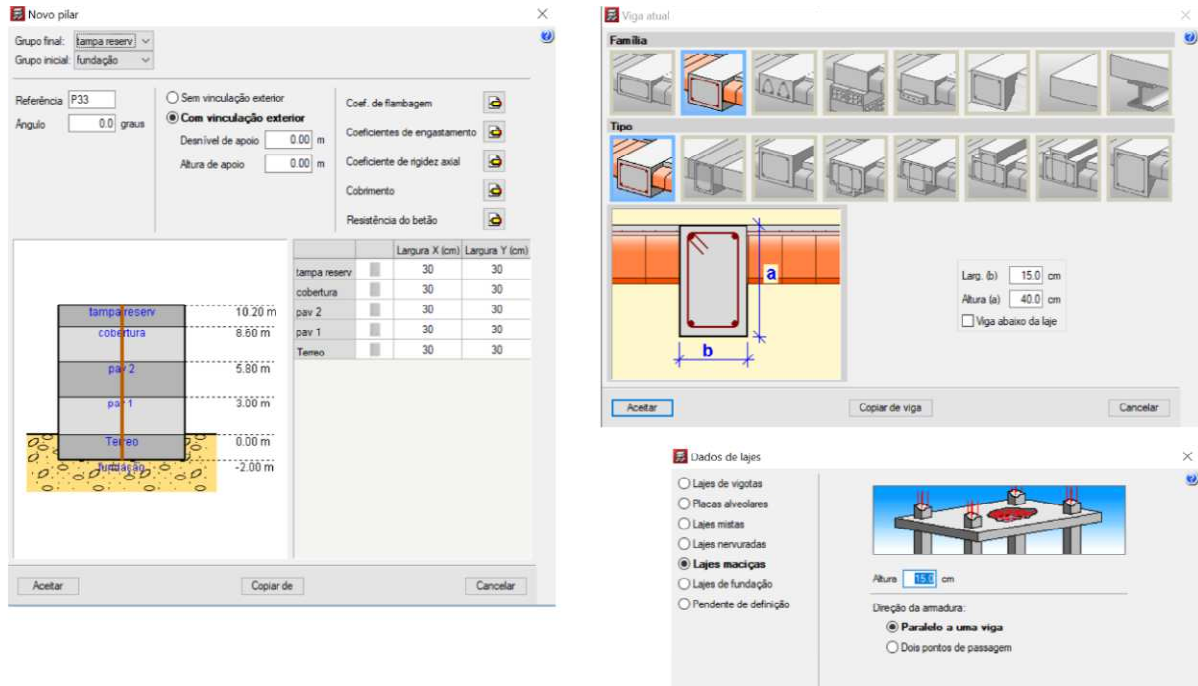 Novo pilar
Grupo final: tampa reserv
Grupo inicial: fundação
Referência P33
Ângulo 0.0 graus
Sem vinculação exterior
Com vinculação exterior
Desnível de apoio 0.00 m
Altura de apoio 0.00 m
Coef. de flambagem
Coeficientes de engastamento
Coeficiente de rigidez axial
Cobrimento
Resistência do betão
tampa reserv 10.20 m
cobertura 8.60 m
pav 2 5.80 m
pav 1 3.00 m
Terreo 0.00 m
fundação -2.00 m
Largura X (cm) Largura Y (cm)
tampa reserv 30 30
cobertura 30 30
pav 2 30 30
pav 1 30 30
Terreo 30 30
Aceitar Copiar de Cancelar
Viga atual
Família
Tipo
a
b
Larg. (b) 15.0 cm
Altura (a) 40.0 cm
Viga abaixo da laje
Aceitar Copiar de viga Cancelar
Dados de lajes
Lajes de vigotas
Placas alveolares
Lajes mistas
Lajes nervuradas
Lajes maciças
Lajes de fundação
Pendente de definição
Altura 15.0 cm
Direção da armadura:
Paralelo a uma viga
Dois pontos de passagem